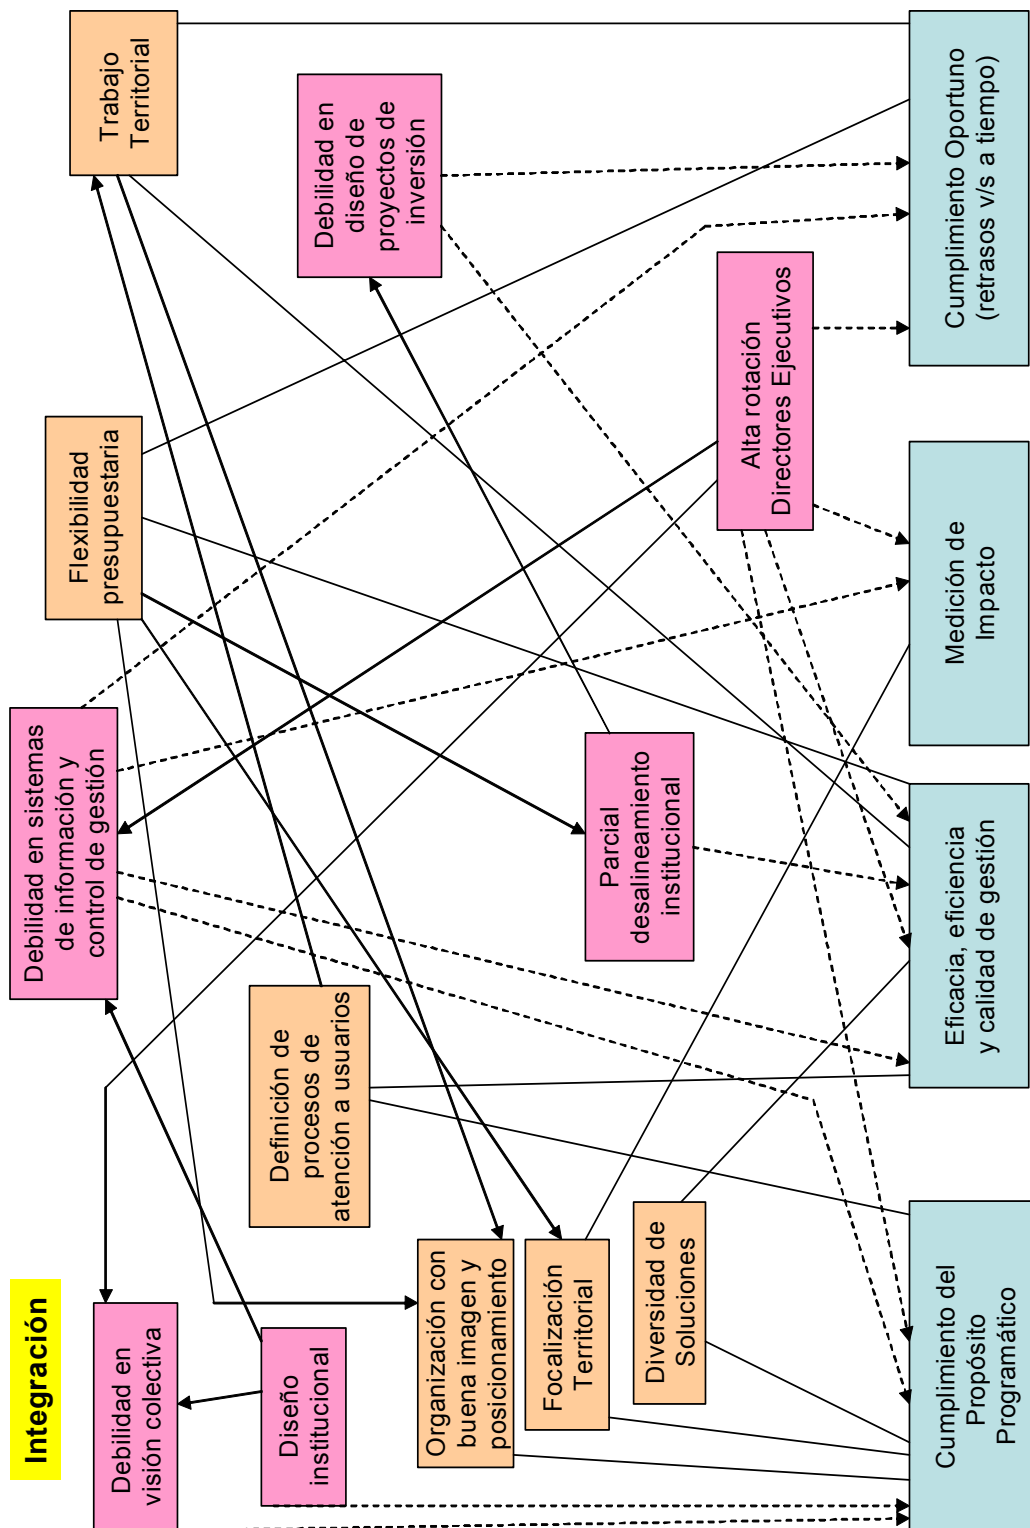 Integración
Debilidad en
visión colectiva
Debilidad en sistemas
de información y
control de gestión
Flexibilidad
presupuestaria
Trabajo
Territorial
Diseño
institucional
Definición de
procesos de
atención a usuarios
Debilidad en
diseño de
proyectos de
inversión
Organización con
buena imagen y
posicionamiento
Focalización
Territorial
Diversidad de
Soluciones
Parcial
desalineamiento
institucional
Alta rotación
Directores Ejecutivos
Cumplimiento del
Propósito
Programático
Eficacia, eficiencia
y calidad de gestión
Medición de
Impacto
Cumplimiento Oportuno
(retrasos v/s a tiempo)